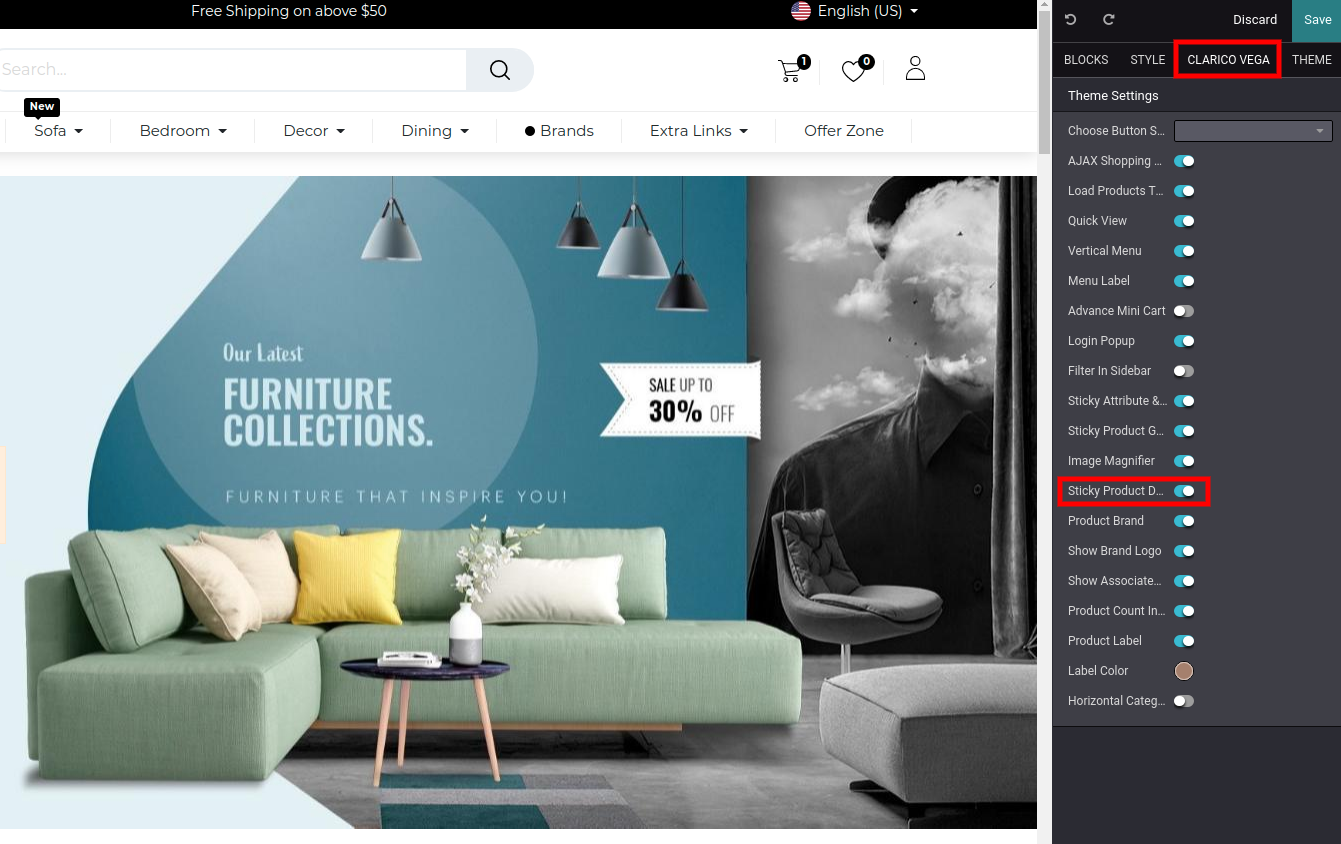 Free Shipping on above $50
English (US)
Discard
Save
Search...
1
0
BLOCKS
STYLE
CLARICO VEGA
THEME
New
Sofa
Bedroom
Decor
Dining
Brands
Extra Links
Offer Zone
Theme Settings
Choose Button S...
AJAX Shopping ...
Load Products T...
Quick View
Vertical Menu
Menu Label
Advance Mini Cart
Login Popup
Filter In Sidebar
Sticky Attribute &...
Sticky Product G...
Image Magnifier
Sticky Product D...
Product Brand
Show Brand Logo
Show Associate...
Product Count In...
Product Label
Label Color
Horizontal Categ...
Our Latest
FURNITURE
COLLECTIONS.
FURNITURE THAT INSPIRE YOU!
SALE UP TO
30% OFF